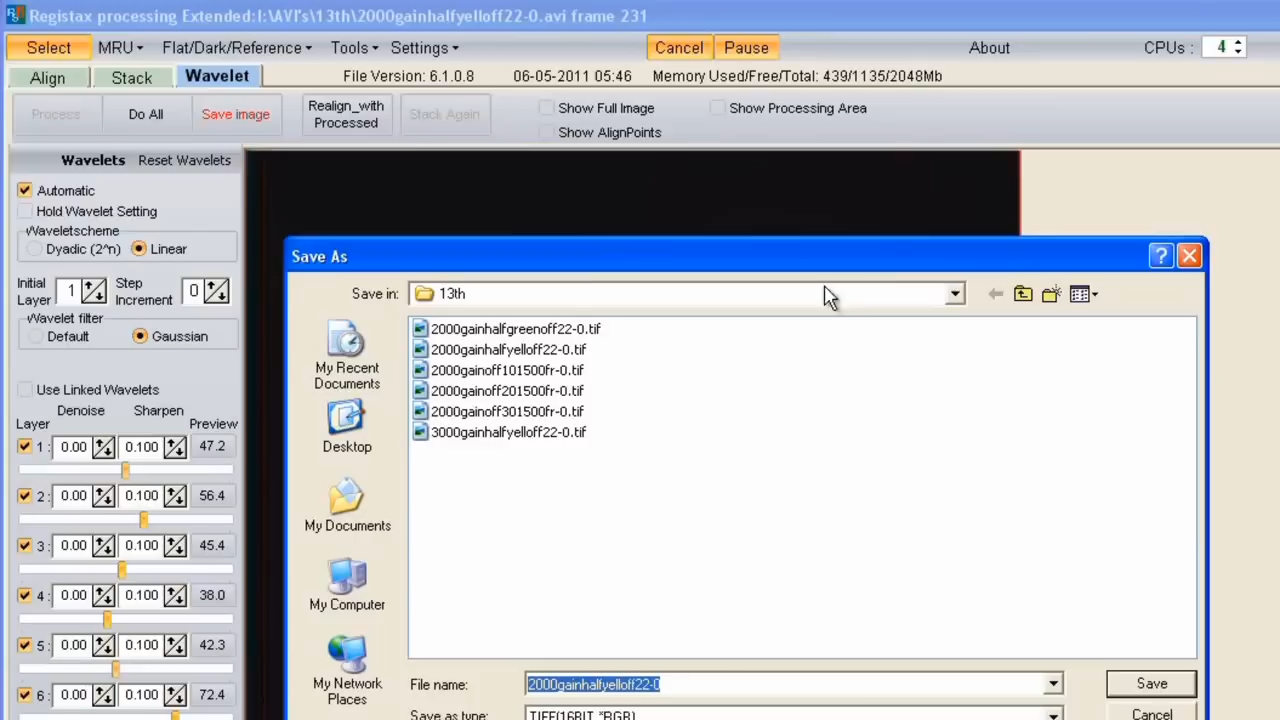 Registax processing Extended:I:\AVI's\13th\2000gainhalfyelloff22-0.avi frame 231
Select MRU Flat/Dark/Reference Tools Settings Cancel Pause About CPUs : 4
Align Stack Wavelet File Version: 6.1.0.8 06-05-2011 05:46 Memory Used/Free/Total: 439/1135/2048Mb
Process Do All Save image Realign_with Processed Stack Again Show Full Image Show Processing Area
Show AlignPoints
Wavelets Reset Wavelets
Automatic
Hold Wavelet Setting
Waveletscheme
Dyadic (2^n) Linear
Initial Layer 1 Step Increment 0
Wavelet filter
Default Gaussian
Use Linked Wavelets
Denoise Sharpen
Layer Preview
1 : 0.00 0.100 47.2
2 : 0.00 0.100 56.4
3 : 0.00 0.100 45.4
4 : 0.00 0.100 38.0
5 : 0.00 0.100 42.3
6 : 0.00 0.100 72.4
Save As
Save in: 13th
My Recent Documents
Desktop
My Documents
My Computer
My Network Places
2000gainhalfgreenoff22-0.tif
2000gainhalfyelloff22-0.tif
2000gainoff101500fr-0.tif
2000gainoff201500fr-0.tif
2000gainoff301500fr-0.tif
3000gainhalfyelloff22-0.tif
File name: 2000gainhalfyelloff22-0 Save
Save as type: TIFF(16BIT *RGB) Cancel